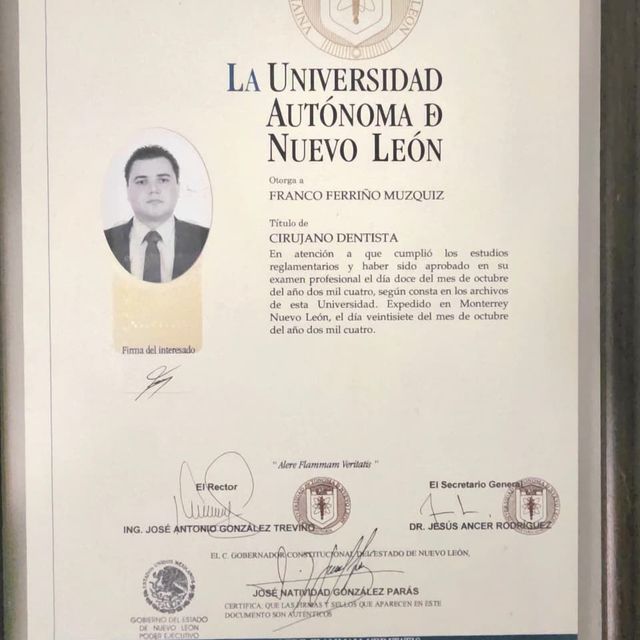 LA UNIVERSIDAD
AUTÓNOMA Đ
NUEVO LEÓN
Otorga a
FRANCO FERRIÑO MUZQUIZ
Título de
CIRUJANO DENTISTA
En atención a que cumplió los estudios
reglamentarios y haber sido aprobado en su
examen profesional el día doce del mes de octubre
del año dos mil cuatro, según consta en los archivos
de esta Universidad. Expedido en Monterrey
Nuevo León, el día veintisiete del mes de octubre
del año dos mil cuatro.
Firma del interesado
"Alere Flammam Veritatis"
El Rector
El Secretario General
ING. JOSÉ ANTONIO GONZÁLEZ TREVIÑO
DR. JESÚS ANCER RODRÍGUEZ
EL C. GOBERNADOR CONSTITUCIONAL DEL ESTADO DE NUEVO LEÓN,
JOSÉ NATIVIDAD GONZÁLEZ PARÁS
CERTIFICA: QUE LAS FIRMAS Y SELLOS QUE APARECEN EN ESTE
DOCUMENTO SON AUTÉNTICOS
ESTADOS UNIDOS MEXICANOS
GOBIERNO DEL ESTADO
DE NUEVO LEON
PODER EJECUTIVO